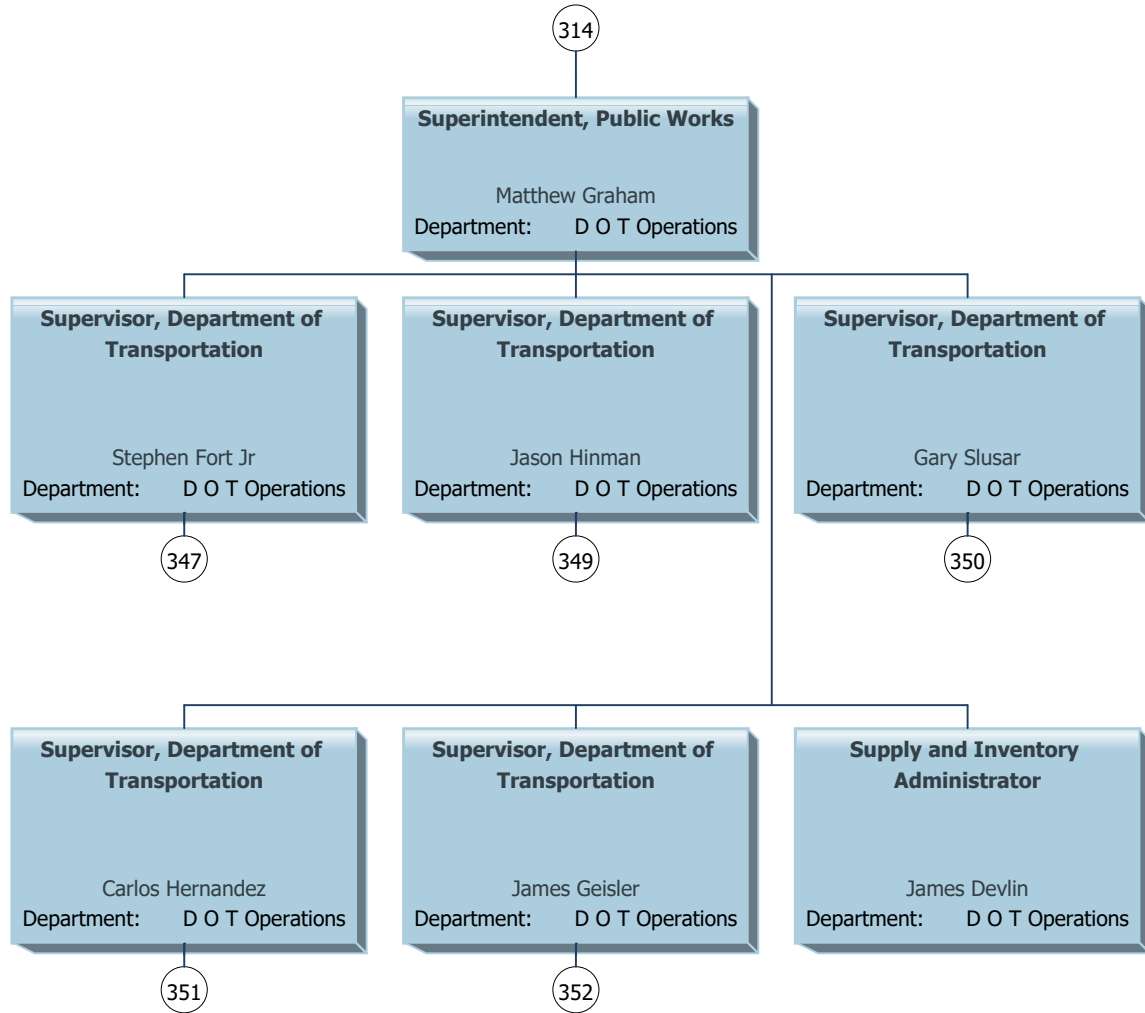 314
Superintendent, Public Works
Matthew Graham
Department: D O T Operations
Supervisor, Department of
Transportation
Stephen Fort Jr
Department: D O T Operations
347
Supervisor, Department of
Transportation
Jason Hinman
Department: D O T Operations
349
Supervisor, Department of
Transportation
Gary Slusar
Department: D O T Operations
350
Supervisor, Department of
Transportation
Carlos Hernandez
Department: D O T Operations
351
Supervisor, Department of
Transportation
James Geisler
Department: D O T Operations
352
Supply and Inventory
Administrator
James Devlin
Department: D O T Operations